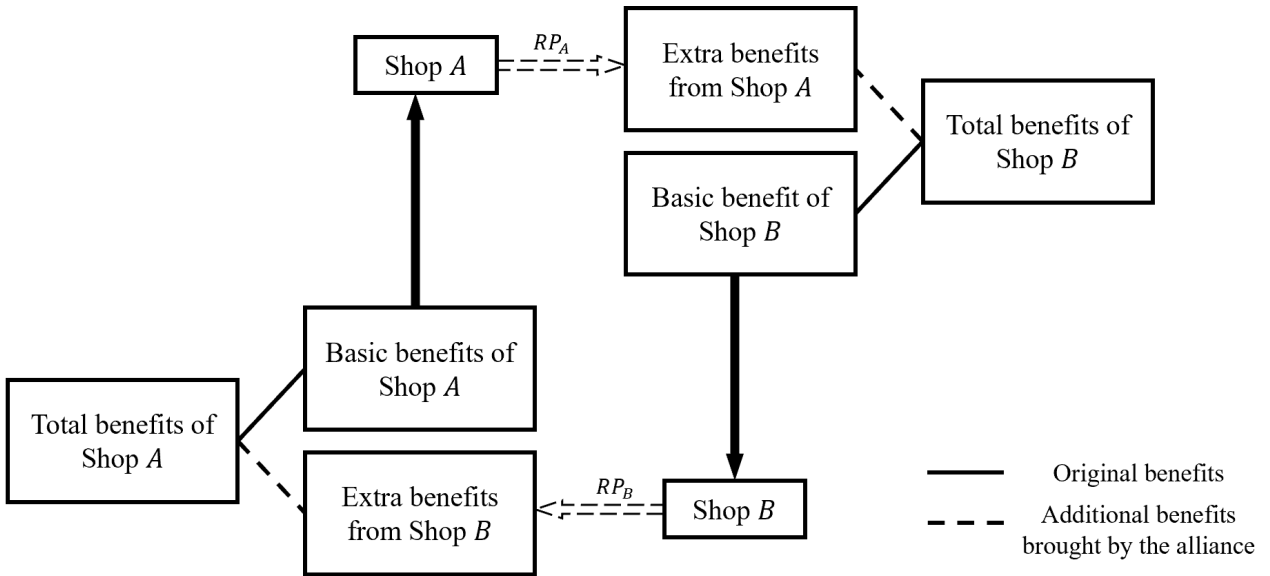 Shop A
RP_A
Extra benefits
from Shop A
Total benefits of
Shop B
Basic benefit of
Shop B
Basic benefits of
Shop A
Total benefits of
Shop A
Extra benefits
from Shop B
RP_B
Shop B
Original benefits
Additional benefits
brought by the alliance